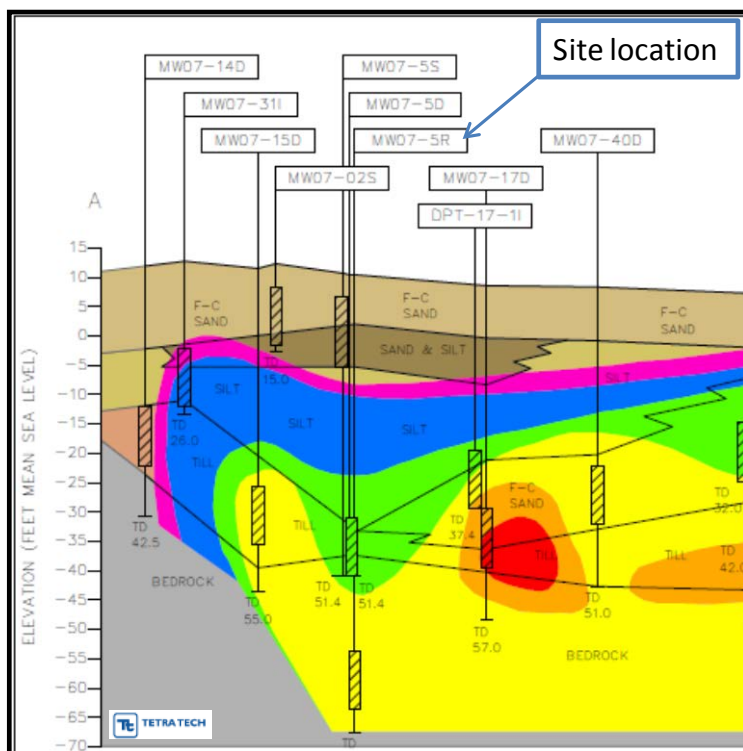 Site location
MW07-14D
MW07-5S
MW07-31I
MW07-5D
MW07-15D
MW07-5R
MW07-40D
MW07-02S
MW07-17D
DPT-17-1I
A
ELEVATION (FEET MEAN SEA LEVEL)
15
10
5
0
-5
-10
-15
-20
-25
-30
-35
-40
-45
-50
-55
-60
-65
-70
F-C
SAND
F-C
SAND
F-C
SAND
SAND & SILT
TD
15.0
SILT
SILT
SILT
TD
26.0
TILL
F-C
SAND
TILL
TILL
TILL
TD
37.4
TD
32.0
TD
42.5
TD
42.0
BEDROCK
TD
51.4
TD
51.4
TD
55.0
TD
51.0
TD
57.0
BEDROCK
Tt TETRA TECH
TD